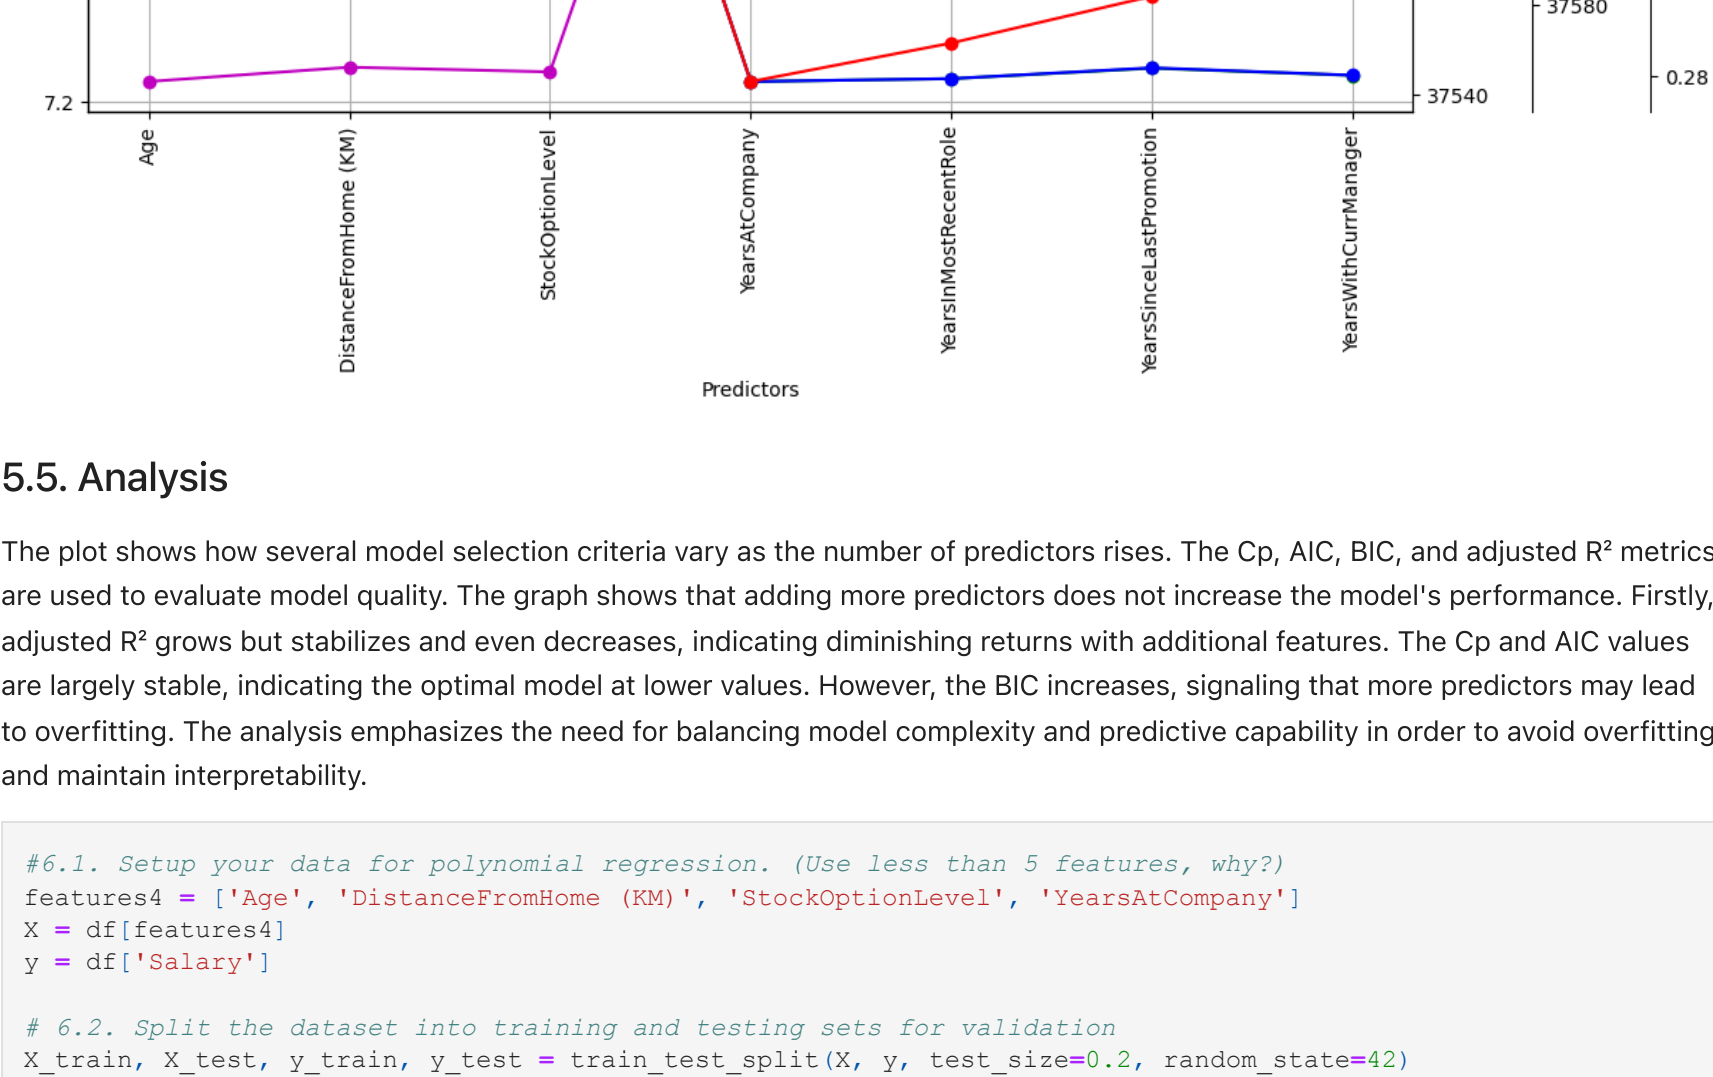 37580
0.28
7.2
37540
Age
DistanceFromHome (KM)
StockOptionLevel
YearsAtCompany
YearsInMostRecentRole
YearsSinceLastPromotion
YearsWithCurrManager
Predictors
5.5. Analysis
The plot shows how several model selection criteria vary as the number of predictors rises. The Cp, AIC, BIC, and adjusted R² metrics
are used to evaluate model quality. The graph shows that adding more predictors does not increase the model's performance. Firstly,
adjusted R² grows but stabilizes and even decreases, indicating diminishing returns with additional features. The Cp and AIC values
are largely stable, indicating the optimal model at lower values. However, the BIC increases, signaling that more predictors may lead
to overfitting. The analysis emphasizes the need for balancing model complexity and predictive capability in order to avoid overfitting
and maintain interpretability.
#6.1. Setup your data for polynomial regression. (Use less than 5 features, why?)
features4 = ['Age', 'DistanceFromHome (KM)', 'StockOptionLevel', 'YearsAtCompany']
X = df[features4]
y = df['Salary']
# 6.2. Split the dataset into training and testing sets for validation
X_train, X_test, y_train, y_test = train_test_split(X, y, test_size=0.2, random_state=42)